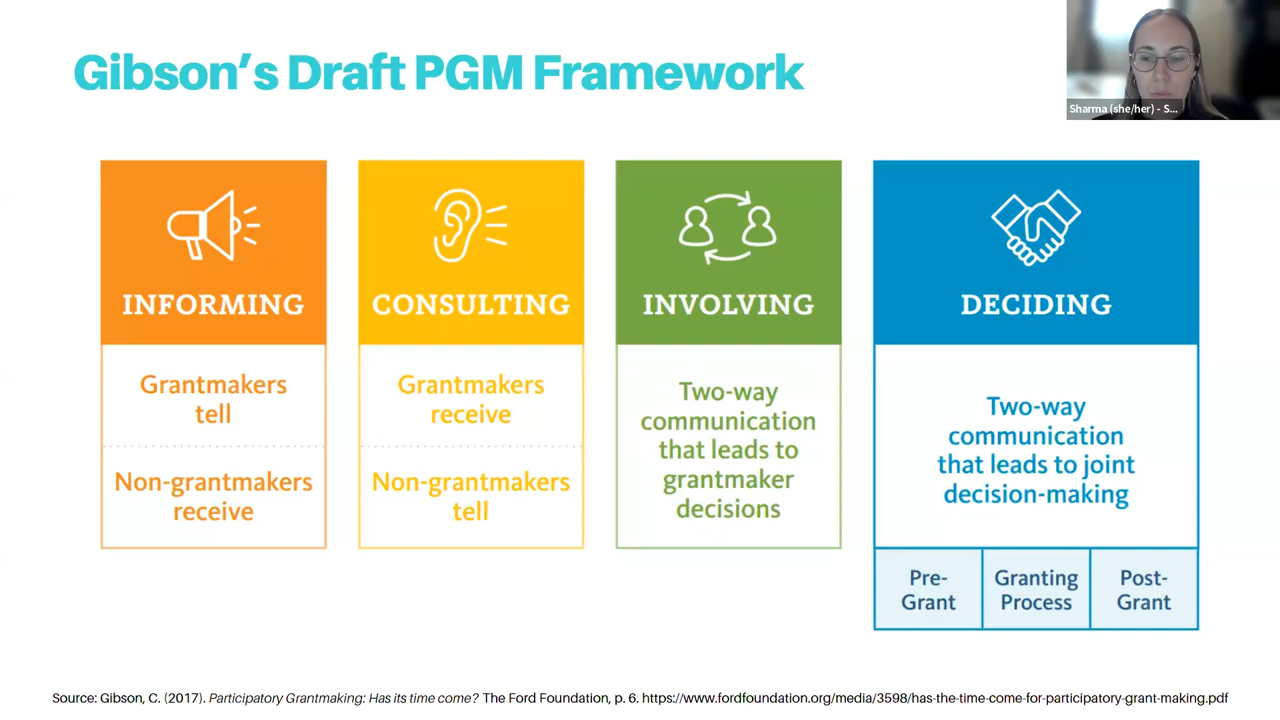 Gibson's Draft PGM Framework
Sharma (she/her) - S...
INFORMING
Grantmakers
tell
Non-grantmakers
receive
CONSULTING
Grantmakers
receive
Non-grantmakers
tell
INVOLVING
Two-way
communication
that leads to
grantmaker
decisions
DECIDING
Two-way
communication
that leads to joint
decision-making
Pre-
Grant
Granting
Process
Post-
Grant
Source: Gibson, C. (2017). Participatory Grantmaking: Has its time come? The Ford Foundation, p. 6. https://www.fordfoundation.org/media/3598/has-the-time-come-for-participatory-grant-making.pdf